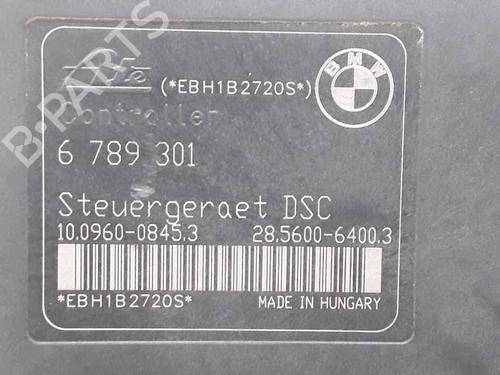 Ate (*EBH1B2720S*) BMW
Controller
6 789 301
Steuergeraet DSC
10.0960-0845.3 28.5600-6400.3
*EBH1B2720S* MADE IN HUNGARY
B-PARTS